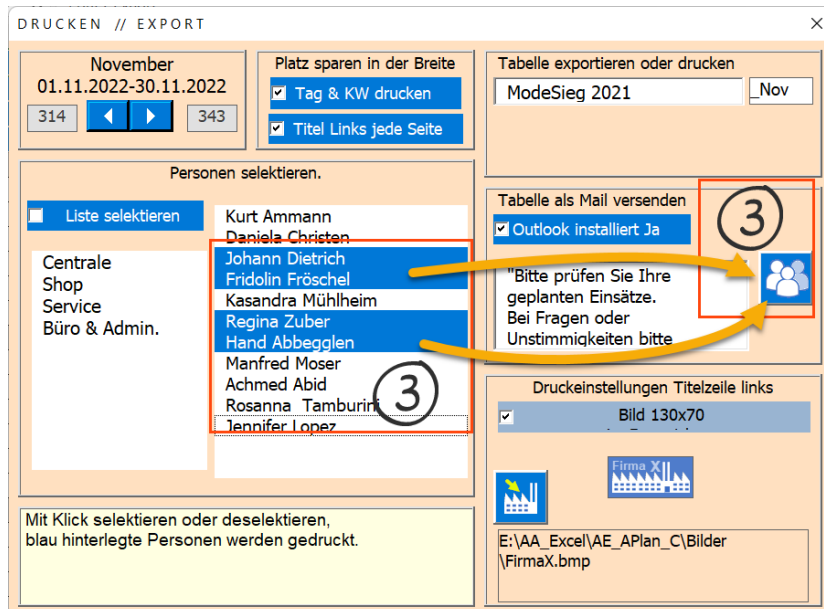 DRUCKEN // EXPORT
November
01.11.2022-30.11.2022
314
343
Platz sparen in der Breite
Tag & KW drucken
Titel Links jede Seite
Tabelle exportieren oder drucken
ModeSieg 2021
_Nov
Personen selektieren.
Liste selektieren
Centrale
Shop
Service
Büro & Admin.
Kurt Ammann
Daniela Christen
Johann Dietrich
Fridolin Fröschel
Kasandra Mühlheim
Regina Zuber
Hand Abbegglen
Manfred Moser
Achmed Abid
Rosanna Tamburini
Jennifer Lopez
3
Tabelle als Mail versenden
Outlook installiert Ja
"Bitte prüfen Sie Ihre
geplanten Einsätze.
Bei Fragen oder
Unstimmigkeiten bitte
3
Druckeinstellungen Titelzeile links
Bild 130x70
Firma X
E:\AA_Excel\AE_APlan_C\Bilder
\FirmaX.bmp
Mit Klick selektieren oder deselektieren,
blau hinterlegte Personen werden gedruckt.